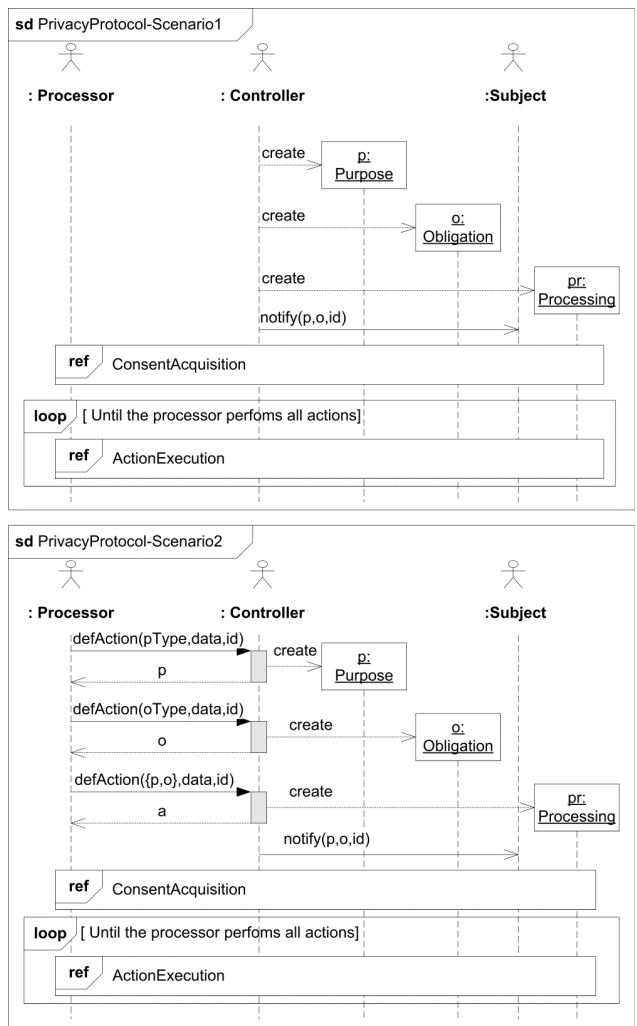 sd PrivacyProtocol-Scenario1
: Processor : Controller :Subject
create
p:
Purpose
create
o:
Obligation
create
pr:
Processing
notify(p,o,id)
ref ConsentAcquisition
loop [ Until the processor perfoms all actions]
ref ActionExecution
sd PrivacyProtocol-Scenario2
: Processor : Controller :Subject
defAction(pType,data,id)
create
p:
Purpose
p
defAction(oType,data,id)
create
o:
Obligation
o
defAction({p,o},data,id)
create
pr:
Processing
a
notify(p,o,id)
ref ConsentAcquisition
loop [ Until the processor perfoms all actions]
ref ActionExecution